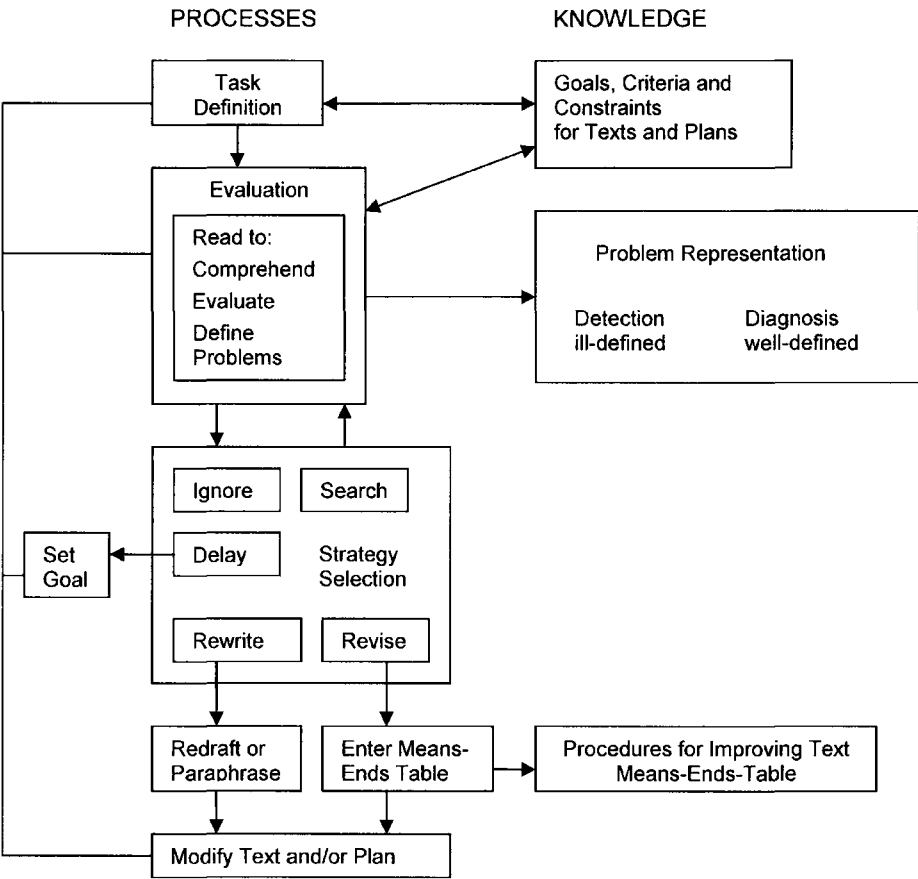 PROCESSES
KNOWLEDGE
Task
Definition
Goals, Criteria and
Constraints
for Texts and Plans
Evaluation
Read to:
Comprehend
Evaluate
Define
Problems
Problem Representation
Detection
ill-defined
Diagnosis
well-defined
Ignore
Search
Set
Goal
Delay
Strategy
Selection
Rewrite
Revise
Redraft or
Paraphrase
Enter Means-
Ends Table
Procedures for Improving Text
Means-Ends-Table
Modify Text and/or Plan